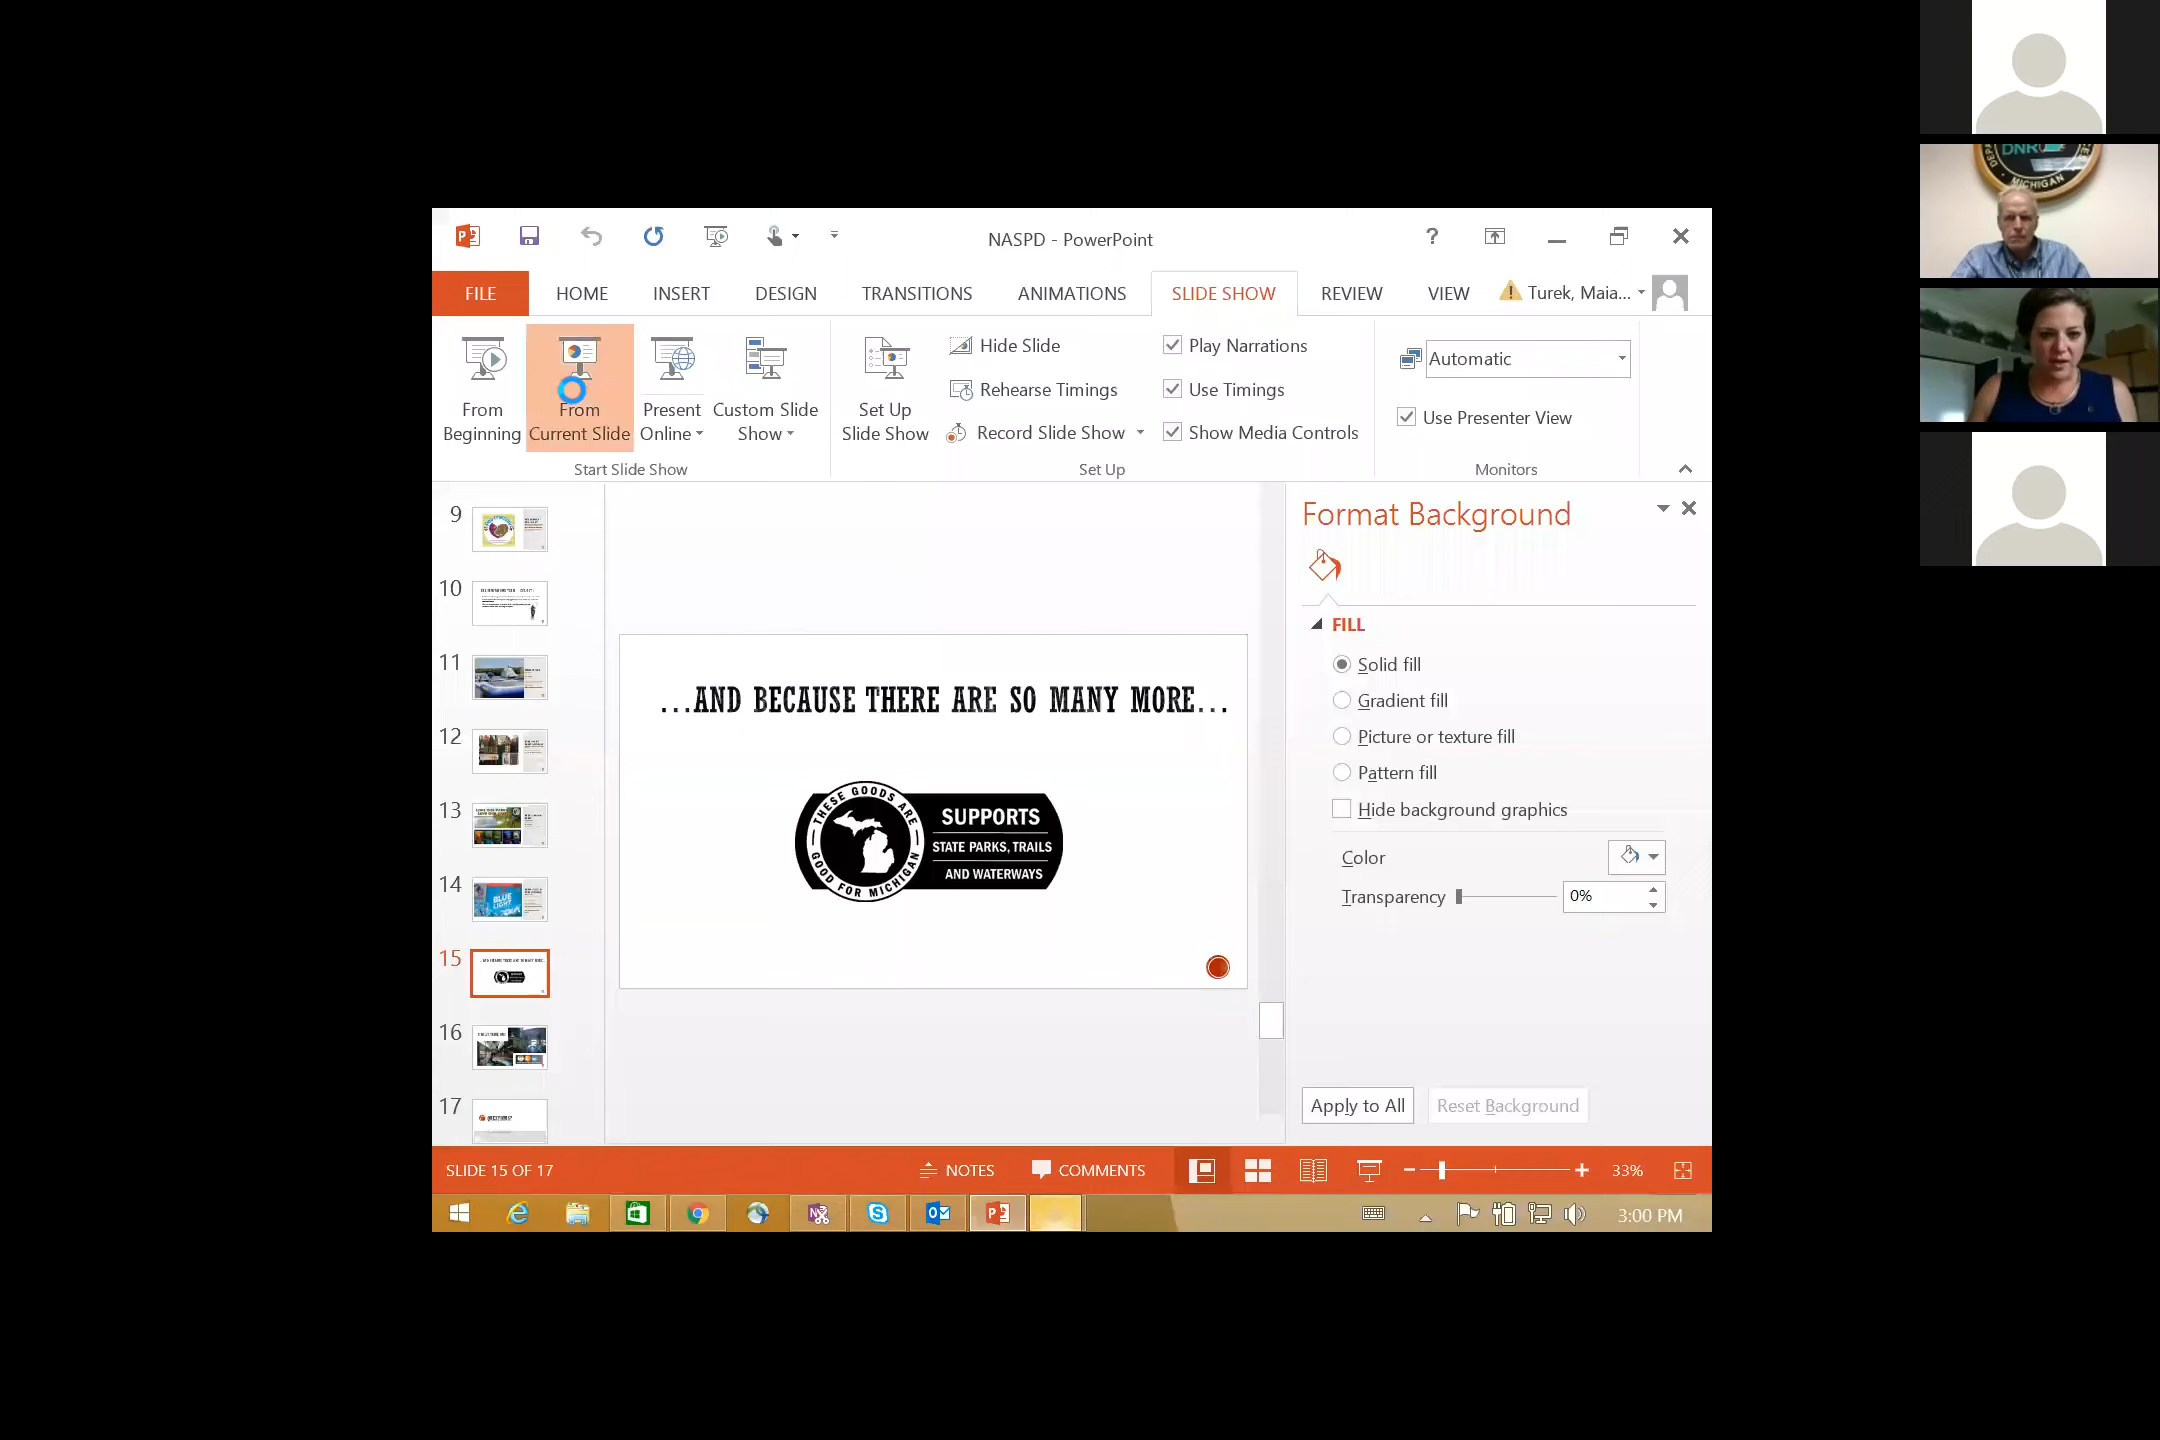 DNR
MICHIGAN
NASPD - PowerPoint
?
FILE
HOME
INSERT
DESIGN
TRANSITIONS
ANIMATIONS
SLIDE SHOW
REVIEW
VIEW
Turek, Maia...
From
Beginning
From
Current Slide
Present
Online
Custom Slide
Show
Start Slide Show
Set Up
Slide Show
Hide Slide
Rehearse Timings
Record Slide Show
Play Narrations
Use Timings
Show Media Controls
Set Up
Automatic
Use Presenter View
Monitors
9
10
11
12
13
14
BLUE
LIGHT
15
16
17
QUESTIONS?
...AND BECAUSE THERE ARE SO MANY MORE...
THESE GOODS ARE
GOOD FOR MICHIGAN
SUPPORTS
STATE PARKS, TRAILS
AND WATERWAYS
Format Background
FILL
Solid fill
Gradient fill
Picture or texture fill
Pattern fill
Hide background graphics
Color
Transparency
0%
Apply to All
Reset Background
SLIDE 15 OF 17
NOTES
COMMENTS
33%
3:00 PM